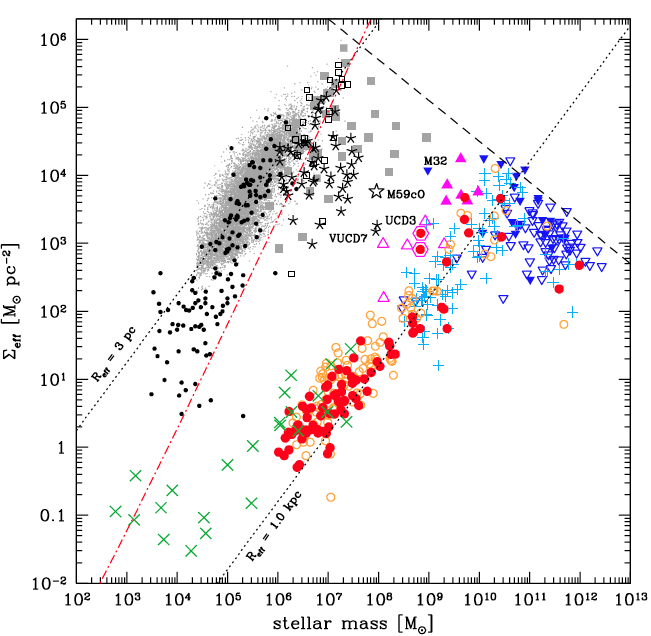 10⁶
10⁵
10⁴
10³
10²
10¹
1
0.1
10⁻²
Σeff [M⊙ pc⁻²]
M32
M59cO
UCD3
VUCD7
Reff = 3 pc
Reff = 1.0 kpc
10² 10³ 10⁴ 10⁵ 10⁶ 10⁷ 10⁸ 10⁹ 10¹⁰ 10¹¹ 10¹² 10¹³
stellar mass [M⊙]